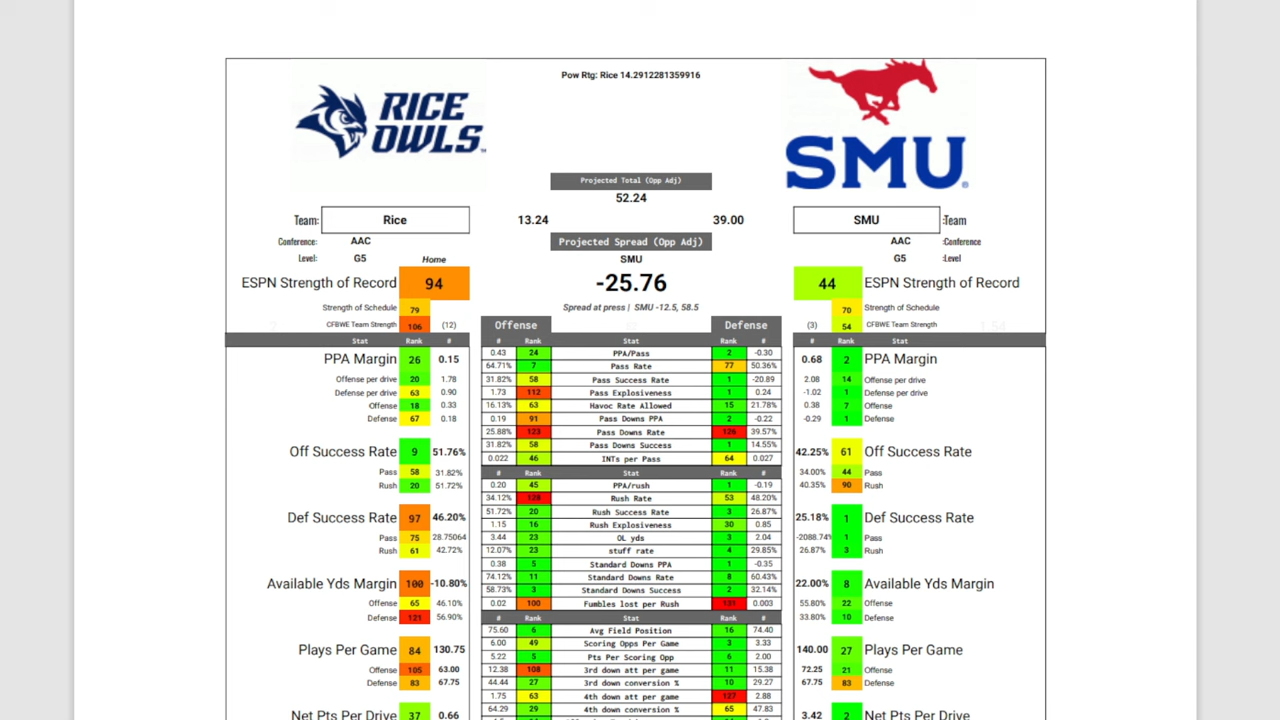 Pow Rtg: Rice 14.2912281359916
RICE OWLS
SMU
Projected Total (Opp Adj)
52.24
Team: Rice 13.24 39.00 SMU :Team
Conference: AAC Projected Spread (Opp Adj) AAC :Conference
Level: G5 Home SMU G5 :Level
ESPN Strength of Record 94 -25.76 44 ESPN Strength of Record
Strength of Schedule 79 Spread at press | SMU -12.5, 58.5 70 Strength of Schedule
CFBWE Team Strength 106 (12) Offense Defense (3) 54 CFBWE Team Strength
Stat Rank # # Rank Stat Rank # # Rank Stat
PPA Margin 26 0.15 0.43 24 PPA/Pass 2 -0.30 0.68 2 PPA Margin
64.71% 7 Pass Rate 77 50.36%
Offense per drive 20 1.78 31.82% 58 Pass Success Rate 1 -20.89 2.08 14 Offense per drive
Defense per drive 63 0.90 1.73 112 Pass Explosiveness 1 0.24 -1.02 1 Defense per drive
Offense 18 0.33 16.13% 63 Havoc Rate Allowed 15 21.78% 0.38 7 Offense
Defense 67 0.18 0.19 91 Pass Downs PPA 2 -0.22 -0.29 1 Defense
25.88% 123 Pass Downs Rate 126 39.57%
Off Success Rate 9 51.76% 31.82% 58 Pass Downs Success 1 14.55% 42.25% 61 Off Success Rate
0.022 46 INTs per Pass 64 0.027
Pass 58 31.82% # Rank Stat Rank # 34.00% 44 Pass
Rush 20 51.72% 0.20 45 PPA/rush 1 -0.19 40.35% 90 Rush
34.12% 128 Rush Rate 53 48.20%
51.72% 20 Rush Success Rate 3 26.87%
Def Success Rate 97 46.20% 1.15 16 Rush Explosiveness 30 0.85 25.18% 1 Def Success Rate
Pass 75 28.75064 3.44 23 OL yds 3 2.04 -2088.74% 1 Pass
Rush 61 42.72% 12.07% 23 stuff rate 4 29.85% 26.87% 3 Rush
0.38 5 Standard Downs PPA 1 -0.35
74.12% 11 Standard Downs Rate 8 60.43%
Available Yds Margin 100 -10.80% 58.73% 3 Standard Downs Success 2 32.14% 22.00% 8 Available Yds Margin
Offense 65 46.10% 0.02 100 Fumbles lost per Rush 131 0.003 55.80% 22 Offense
Defense 121 56.90% # Rank Stat Rank # 33.80% 10 Defense
75.60 6 Avg Field Position 16 74.40
6.00 49 Scoring Opps Per Game 3 3.33
Plays Per Game 84 130.75 5.22 5 Pts Per Scoring Opp 6 2.00 140.00 27 Plays Per Game
Offense 105 63.00 12.38 108 3rd down att per game 11 15.38 72.25 21 Offense
Defense 83 67.75 44.44 27 3rd down conversion % 10 29.27 67.75 83 Defense
1.75 63 4th down att per game 127 2.88
64.29 29 4th down conversion % 65 47.83
Net Pts Per Drive 37 0.66 3.42 2 Net Pts Per Drive